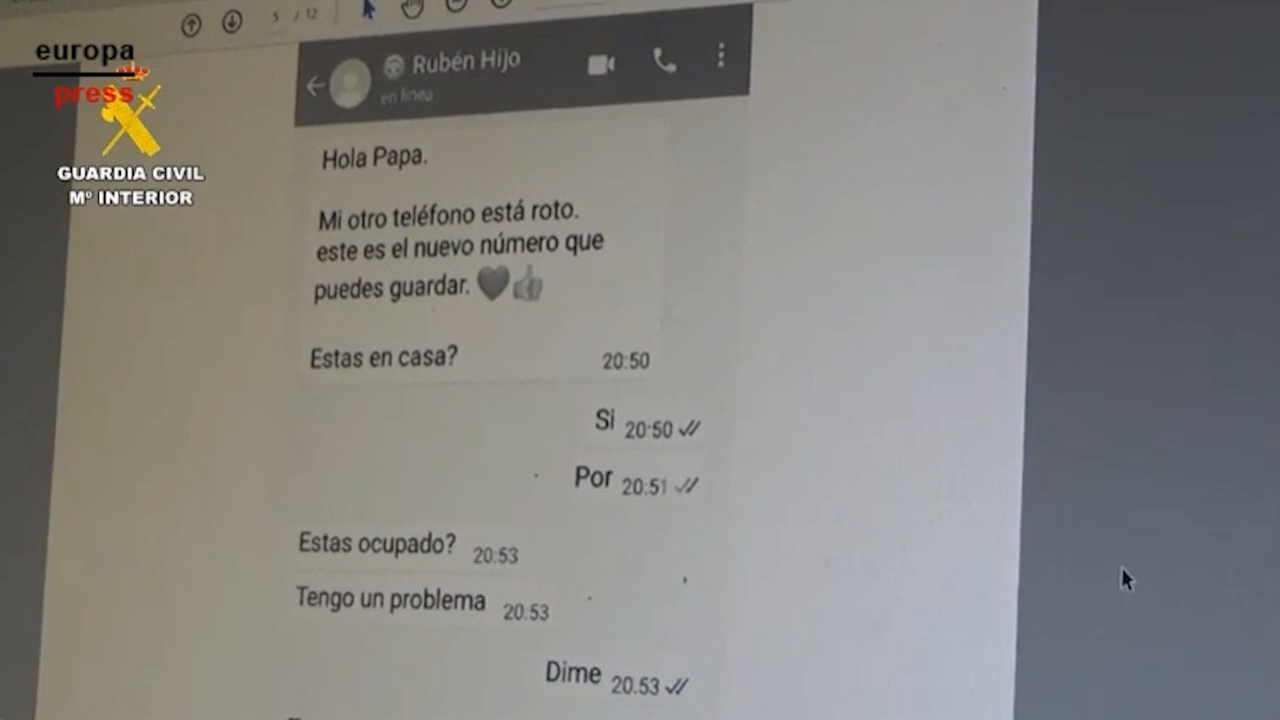 5 / 12
europa
press
GUARDIA CIVIL
Mº INTERIOR
Rubén Hijo
en línea
Hola Papa.
Mi otro teléfono está roto.
este es el nuevo número que
puedes guardar. 🖤👍
Estas en casa?
20:50
Si 20:50
Por 20:51
Estas ocupado? 20:53
Tengo un problema 20:53
Dime 20:53